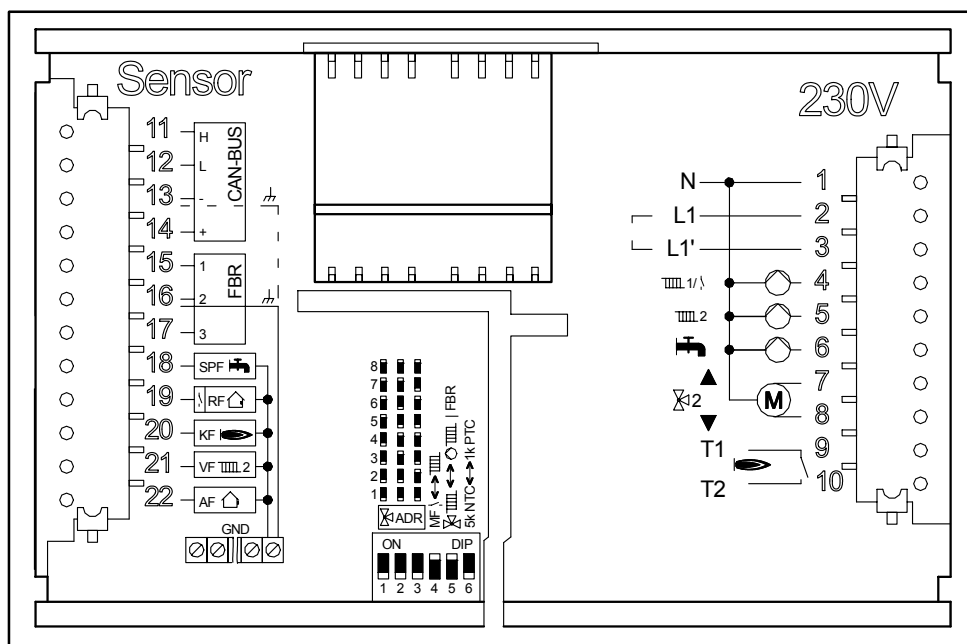 Sensor
230V
11
12
13
14
15
16
17
18
19
20
21
22
H
L
-
+
CAN-BUS
1
2
3
FBR
SPF
RF
KF
VF 2
AF
GND
8
7
6
5
4
3
2
1
ADR
MF
FBR
5k NTC
1k PTC
ON DIP
1 2 3 4 5 6
N
L1
L1'
1/
2
2
M
T1
T2
1
2
3
4
5
6
7
8
9
10